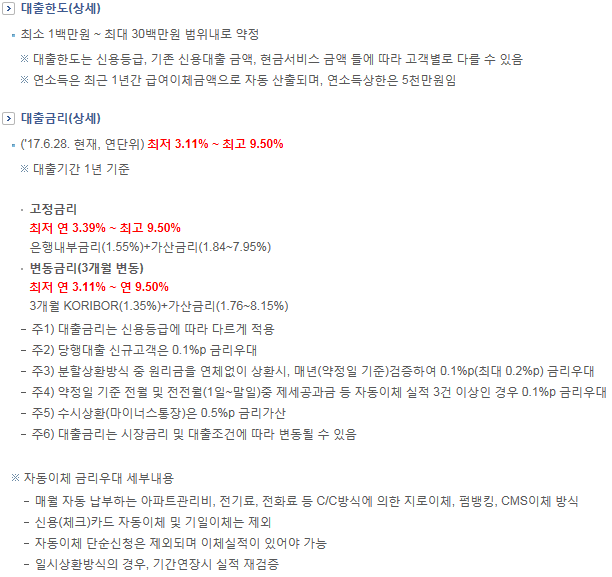 대출한도(상세)
최소 1백만원 ~ 최대 30백만원 범위내로 약정
※ 대출한도는 신용등급, 기존 신용대출 금액, 현금서비스 금액 들에 따라 고객별로 다를 수 있음
※ 연소득은 최근 1년간 급여이체금액으로 자동 산출되며, 연소득상한은 5천만원임
대출금리(상세)
('17.6.28. 현재, 연단위) 최저 3.11% ~ 최고 9.50%
※ 대출기간 1년 기준
· 고정금리
최저 연 3.39% ~ 최고 9.50%
은행내부금리(1.55%)+가산금리(1.84~7.95%)
· 변동금리(3개월 변동)
최저 연 3.11% ~ 연 9.50%
3개월 KORIBOR(1.35%)+가산금리(1.76~8.15%)
- 주1) 대출금리는 신용등급에 따라 다르게 적용
- 주2) 당행대출 신규고객은 0.1%p 금리우대
- 주3) 분할상환방식 중 원리금을 연체없이 상환시, 매년(약정일 기준)검증하여 0.1%p(최대 0.2%p) 금리우대
- 주4) 약정일 기준 전월 및 전전월(1일~말일)중 제세공과금 등 자동이체 실적 3건 이상인 경우 0.1%p 금리우대
- 주5) 수시상환(마이너스통장)은 0.5%p 금리가산
- 주6) 대출금리는 시장금리 및 대출조건에 따라 변동될 수 있음
※ 자동이체 금리우대 세부내용
- 매월 자동 납부하는 아파트관리비, 전기료, 전화료 등 C/C방식에 의한 지로이체, 펌뱅킹, CMS이체 방식
- 신용(체크)카드 자동이체 및 기일이체는 제외
- 자동이체 단순신청은 제외되며 이체실적이 있어야 가능
- 일시상환방식의 경우, 기간연장시 실적 재검증